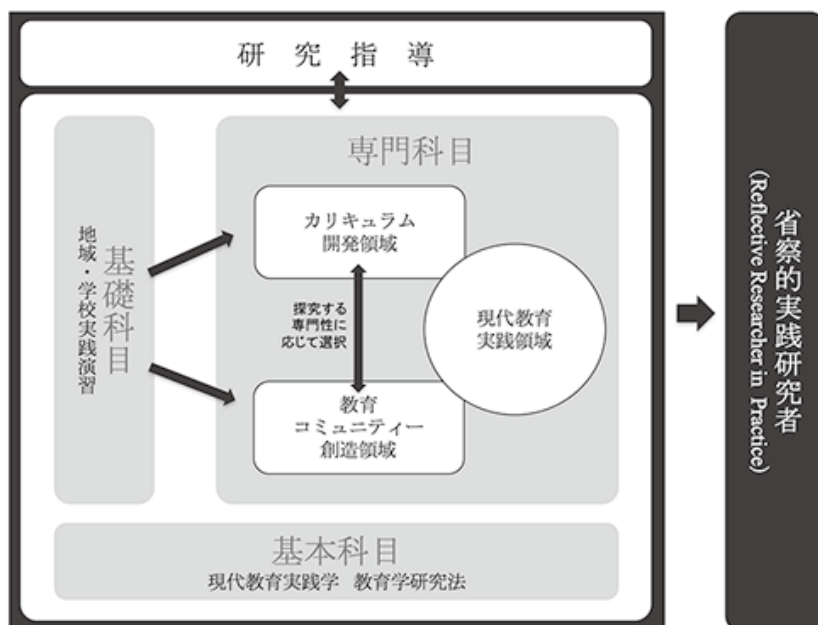 研究指導
専門科目
カリキュラム
開発領域
基礎科目
地域・学校実践演習
探究する
専門性に
応じて選択
現代教育
実践領域
教育
コミュニティー
創造領域
基本科目
現代教育実践学 教育学研究法
省察的実践研究者
(Reflective Researcher in Practice)